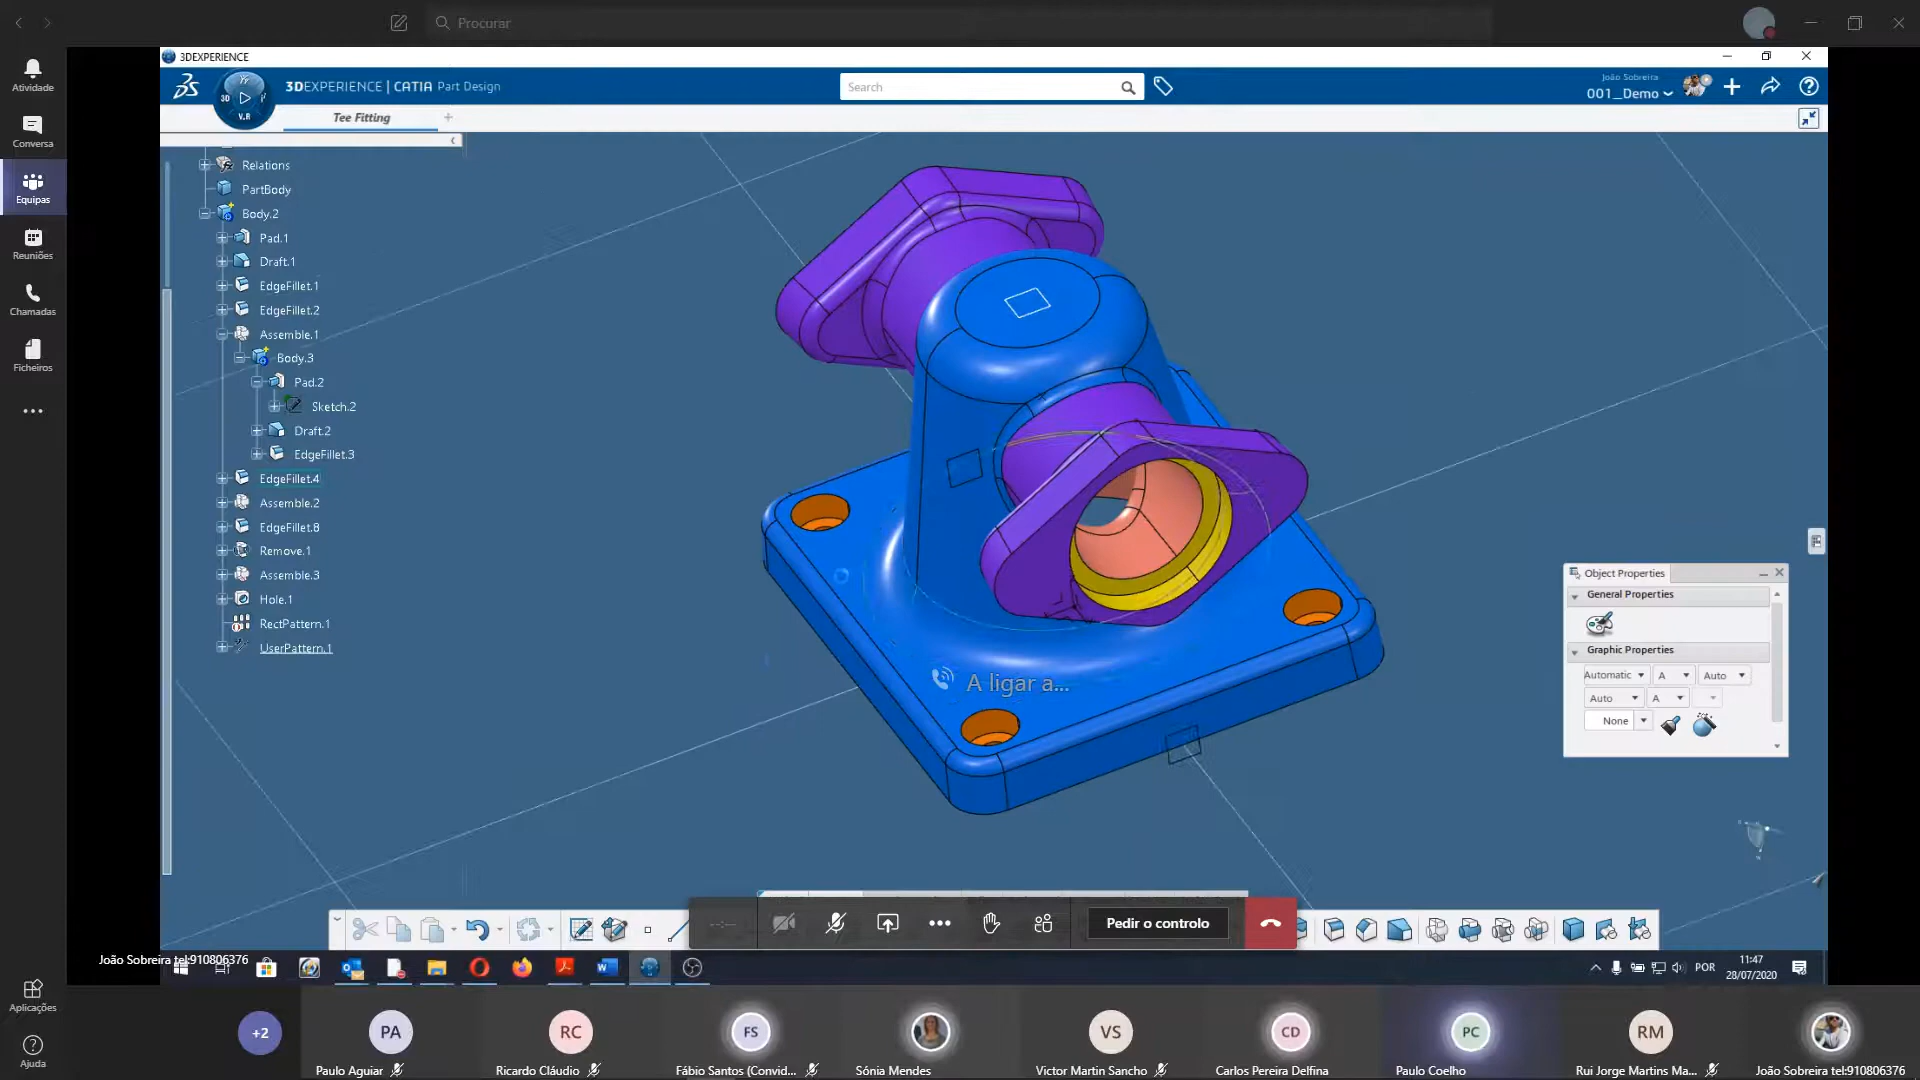 Procurar
3DEXPERIENCE
3DEXPERIENCE | CATIA Part Design
Search
João Sobreira
001_Demo
3D
V.R
Tee Fitting
Atividade
Conversa
Equipas
Reuniões
Chamadas
Ficheiros
Aplicações
Ajuda
Relations
PartBody
Body.2
Pad.1
Draft.1
EdgeFillet.1
EdgeFillet.2
Assemble.1
Body.3
Pad.2
Sketch.2
Draft.2
EdgeFillet.3
EdgeFillet.4
Assemble.2
EdgeFillet.8
Remove.1
Assemble.3
Hole.1
RectPattern.1
UserPattern.1
A ligar a...
Object Properties
General Properties
Graphic Properties
Automatic A Auto
Auto A
None
Pedir o controlo
João Sobreira tel:910806376
POR
11:47
28/07/2020
+2
PA
Paulo Aguiar
RC
Ricardo Cláudio
FS
Fábio Santos (Convid...
Sónia Mendes
VS
Victor Martin Sancho
CD
Carlos Pereira Delfina
PC
Paulo Coelho
RM
Rui Jorge Martins Ma...
João Sobreira tel:910806376